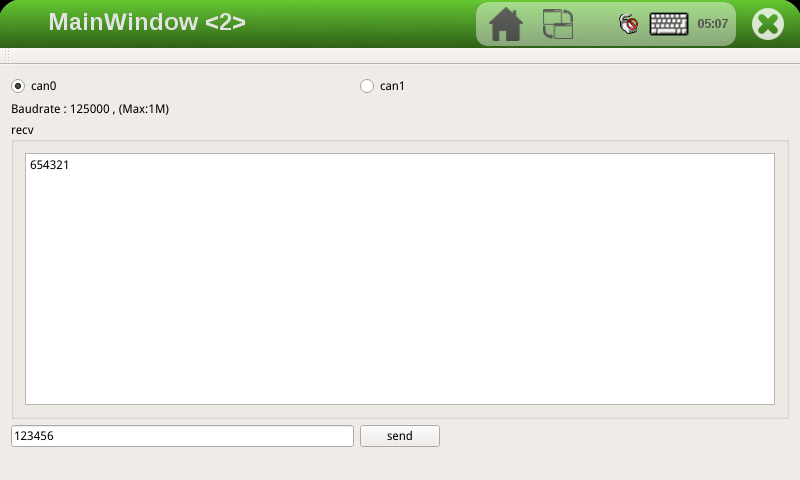 MainWindow <2>
05:07
can0 can1
Baudrate : 125000 , (Max:1M)
recv
654321
123456 send